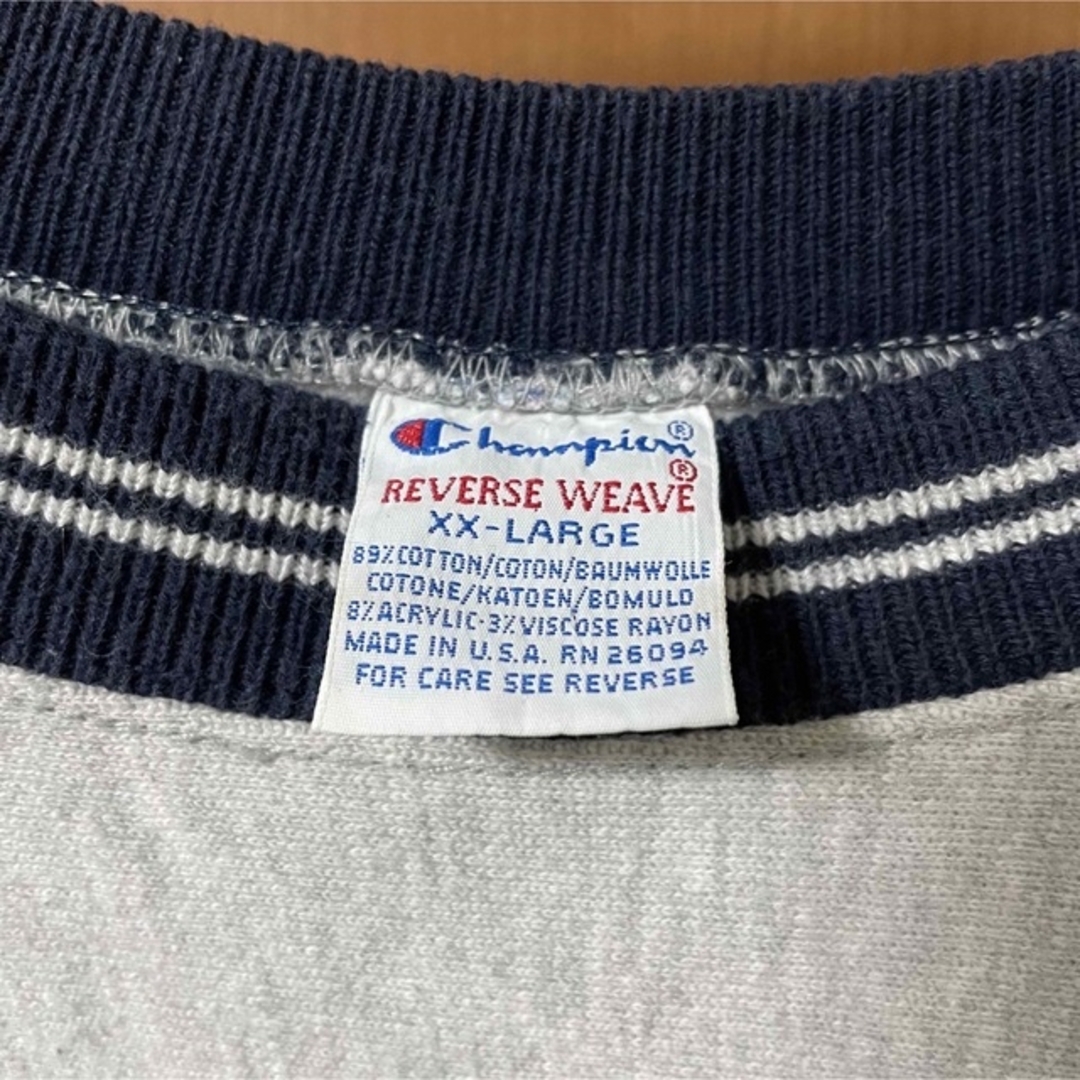 Champion®
REVERSE WEAVE®
XX-LARGE
89% COTTON/COTON/BAUMWOLLE
COTONE/KATOEN/BOMULD
8% ACRYLIC·3% VISCOSE RAYON
MADE IN U.S.A. RN 26094
FOR CARE SEE REVERSE